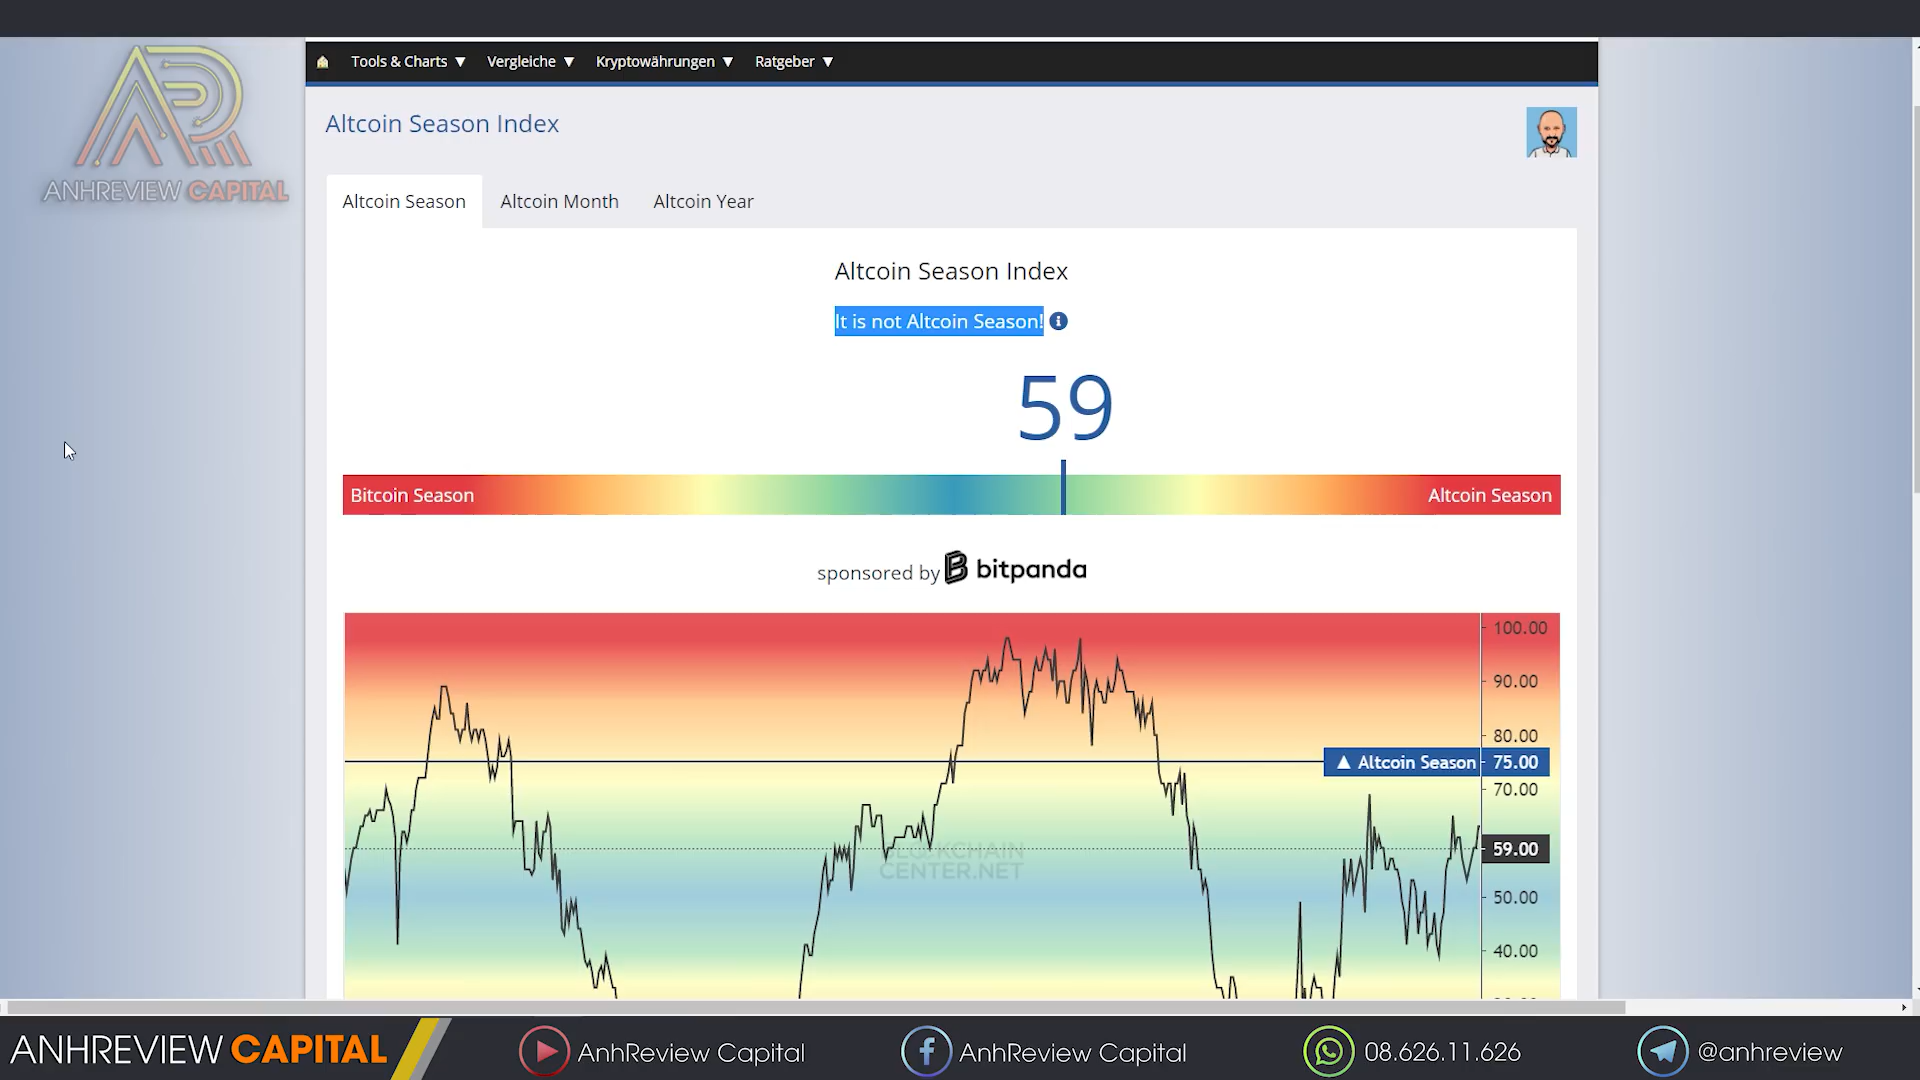 ANHREVIEW CAPITAL
Tools & Charts ▼ Vergleiche ▼ Kryptowährungen ▼ Ratgeber ▼
Altcoin Season Index
Altcoin Season Altcoin Month Altcoin Year
Altcoin Season Index
It is not Altcoin Season!
59
Bitcoin Season Altcoin Season
sponsored by bitpanda
100.00
90.00
80.00
▲ Altcoin Season 75.00
70.00
59.00
BLOCKCHAIN
CENTER.NET
50.00
40.00
ANHREVIEW CAPITAL AnhReview Capital AnhReview Capital 08.626.11.626 @anhreview